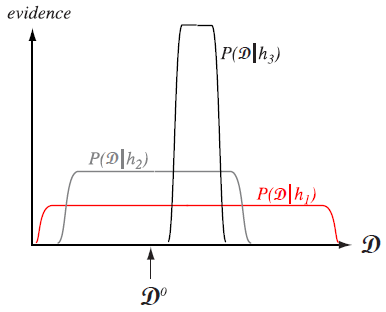 evidence
P(𝒟|h₃)
P(𝒟|h₂)
P(𝒟|h₁)
𝒟
𝒟⁰